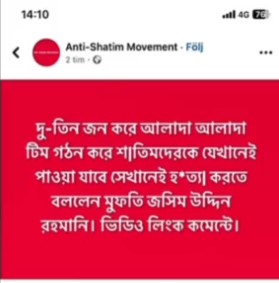 14:10
4G 76
Anti-Shatim Movement · Följ
2 tim ·
দু-তিন জন করে আলাদা আলাদা
টিম গঠন করে শা|তিমদেরকে যেখানেই
পাওয়া যাবে সেখানেই হ*ত্যা| করতে
বললেন মুফতি জসিম উদ্দিন
রহমানি। ভিডিও লিংক কমেন্টে।